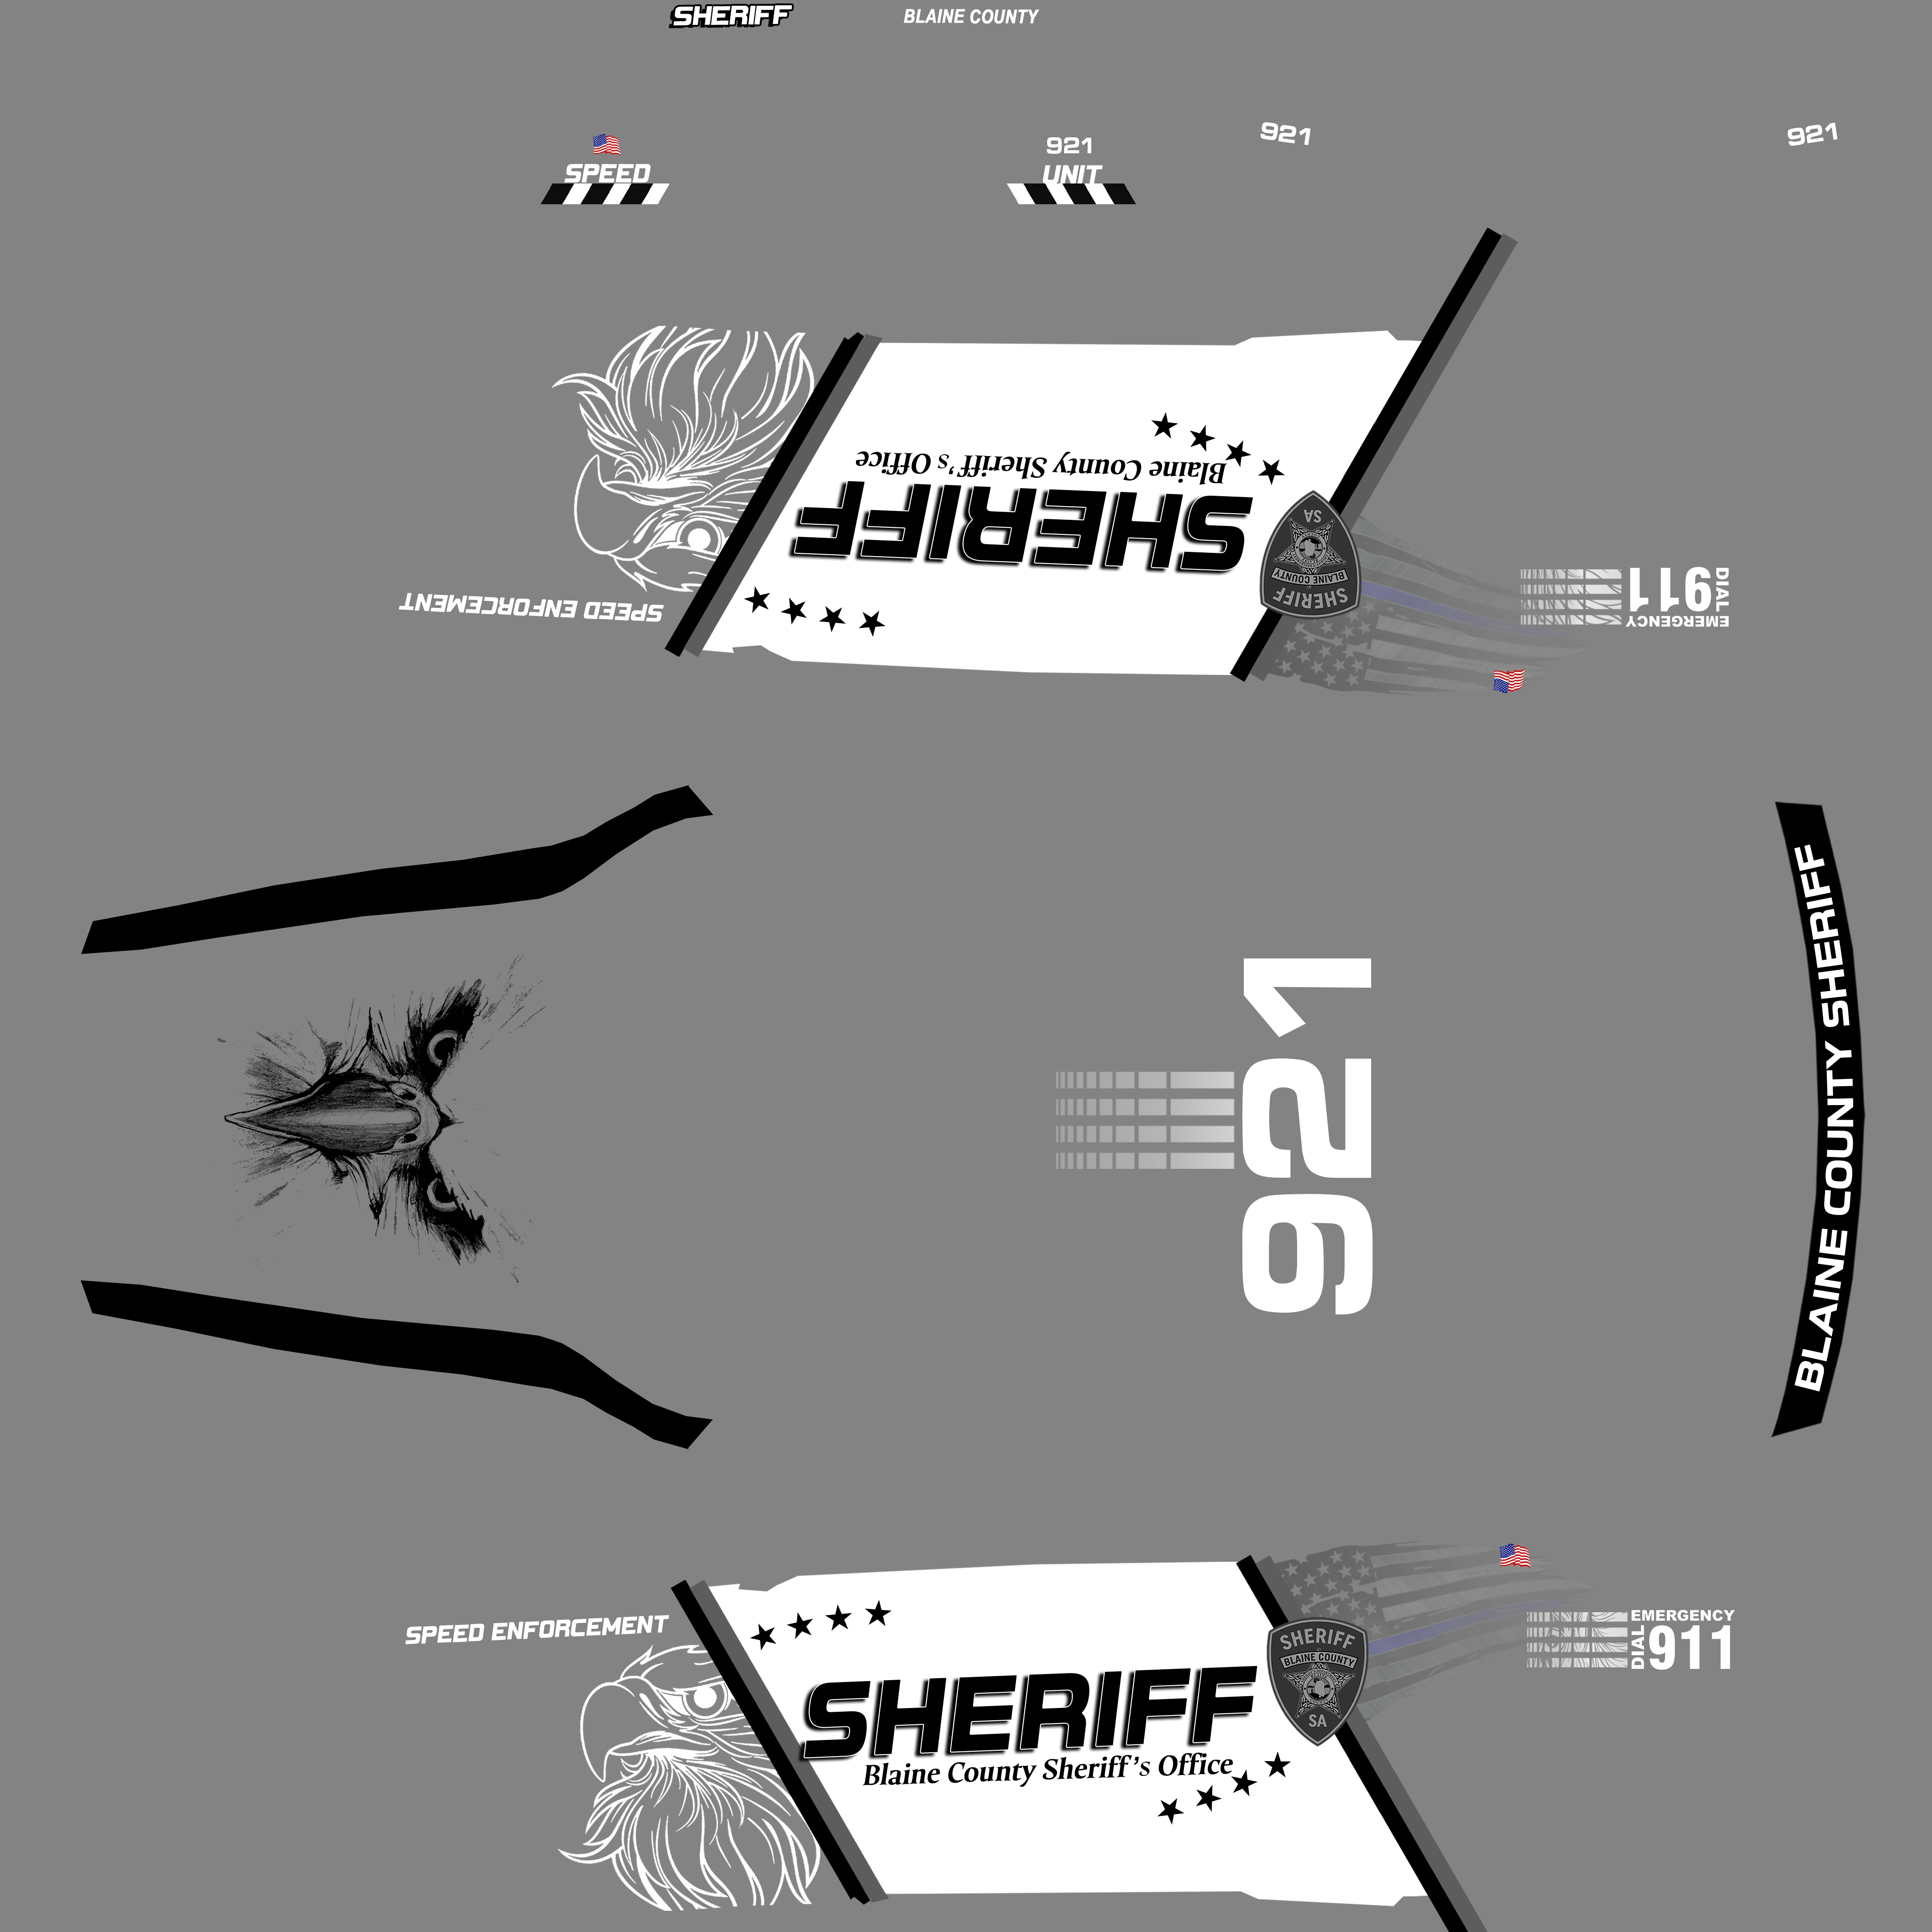 SHERIFF
BLAINE COUNTY
SPEED
921
UNIT
921
921
Blaine County Sheriff's Office
SHERIFF
SA
BLAINE COUNTY
SHERIFF
SPEED ENFORCEMENT
DIAL
911
EMERGENCY
921
BLAINE COUNTY SHERIFF
SPEED ENFORCEMENT
SHERIFF
Blaine County Sheriff's Office
SHERIFF
BLAINE COUNTY
SA
EMERGENCY
DIAL
911